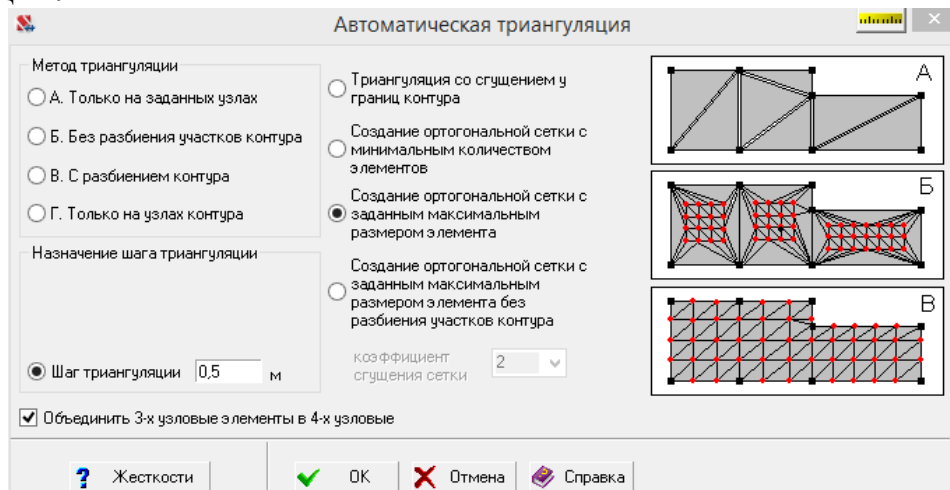 Автоматическая триангуляция
Метод триангуляции
А. Только на заданных узлах
Б. Без разбиения участков контура
В. С разбиением контура
Г. Только на узлах контура
Назначение шага триангуляции
Шаг триангуляции 0,5 м
Триангуляция со сгущением у
границ контура
Создание ортогональной сетки с
минимальным количеством
элементов
Создание ортогональной сетки с
заданным максимальным
размером элемента
Создание ортогональной сетки с
заданным максимальным
размером элемента без
разбиения участков контура
коэффициент
сгущения сетки 2
А
Б
В
Объединить 3-х узловые элементы в 4-х узловые
? Жесткости
OK
Отмена
Справка